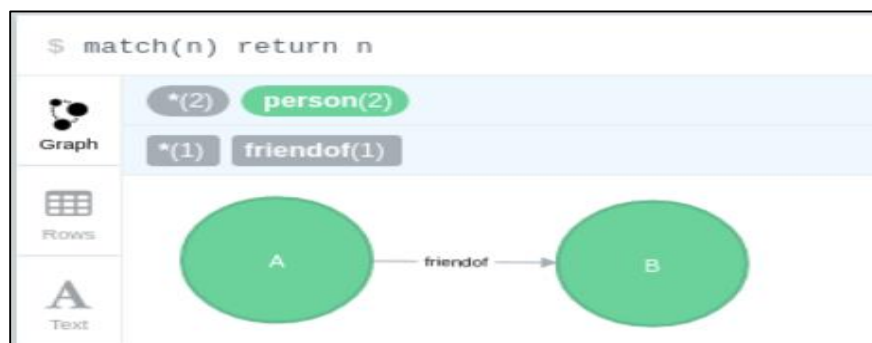 $ match(n) return n
*(2) person(2)
Graph
*(1) friendof(1)
Rows
A friendof B
Text